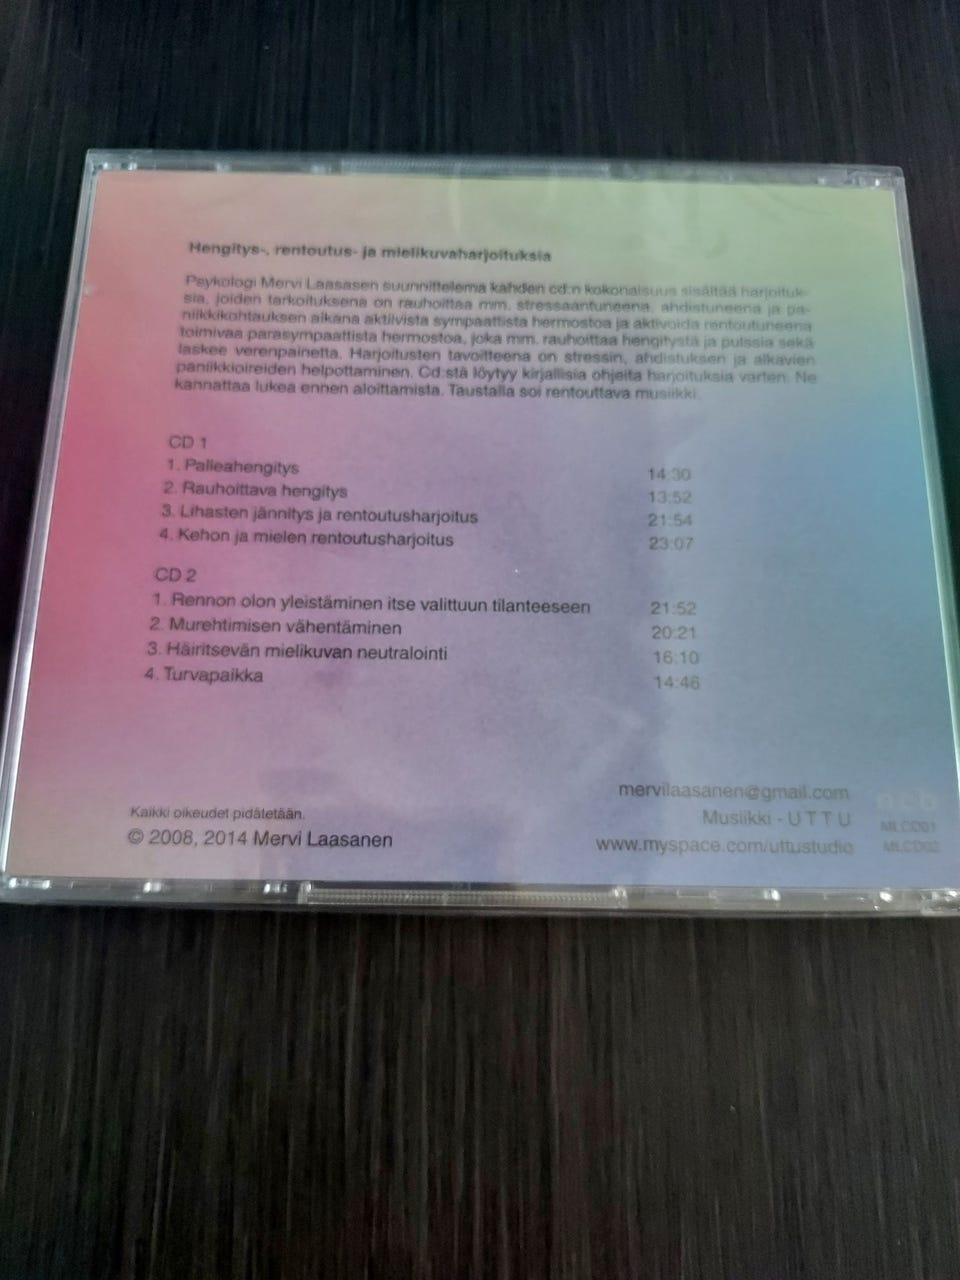 Hengitys-, rentoutus- ja mielikuvaharjoituksia
Psykologi Mervi Laasasen suunnittelema kahden cd:n kokonaisuus sisältää harjoituk-
sia, joiden tarkoituksena on rauhoittaa mm. stressaantuneena, ahdistuneena ja pa-
niikkikohtauksen aikana aktiivista sympaattista hermostoa ja aktivoida rentoutuneena
toimivaa parasympaattista hermostoa, joka mm. rauhoittaa hengitystä ja pulssia sekä
laskee verenpainetta. Harjoitusten tavoitteena on stressin, ahdistuksen ja alkavien
paniikkioireiden helpottaminen. Cd:stä löytyy kirjallisia ohjeita harjoituksia varten. Ne
kannattaa lukea ennen aloittamista. Taustalla soi rentouttava musiikki.
CD 1
1. Palleahengitys 14:30
2. Rauhoittava hengitys 13:52
3. Lihasten jännitys ja rentoutusharjoitus 21:54
4. Kehon ja mielen rentoutusharjoitus 23:07
CD 2
1. Rennon olon yleistäminen itse valittuun tilanteeseen 21:52
2. Murehtimisen vähentäminen 20:21
3. Häiritsevän mielikuvan neutralointi 16:10
4. Turvapaikka 14:46
Kaikki oikeudet pidätetään.
© 2008, 2014 Mervi Laasanen
mervilaasanen@gmail.com
Musiikki - U T T U
www.myspace.com/uttustudio
ncb
MLCD01
MLCD02